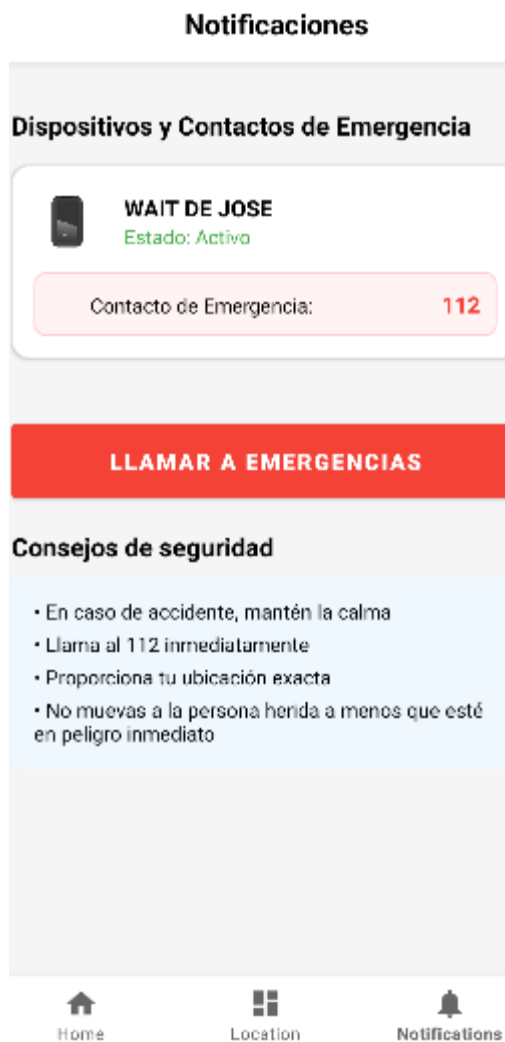 Notificaciones
Dispositivos y Contactos de Emergencia
WAIT DE JOSE
Estado: Activo
Contacto de Emergencia: 112
LLAMAR A EMERGENCIAS
Consejos de seguridad
• En caso de accidente, mantén la calma
• Llama al 112 inmediatamente
• Proporciona tu ubicación exacta
• No muevas a la persona herida a menos que esté
en peligro inmediato
Home Location Notifications